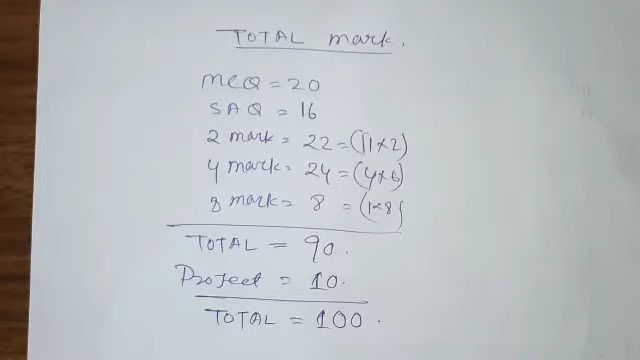 TOTAL mark.
MCQ = 20
SAQ = 16
2 mark = 22 = (11×2)
4 mark = 24 = (4×6)
8 mark = 8 = (1×8)
TOTAL = 90.
Project = 10.
TOTAL = 100.